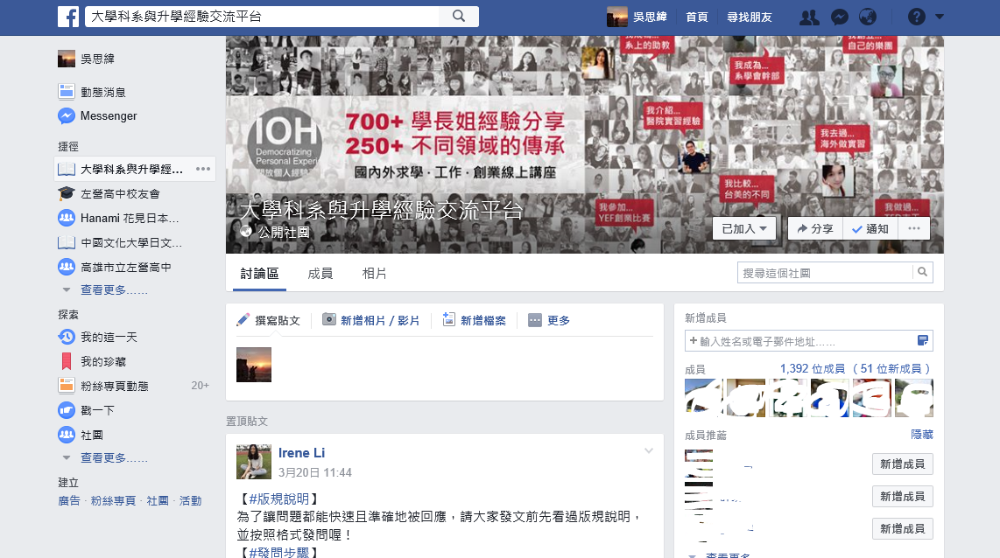 大學科系與升學經驗交流平台
吳思緯 首頁 尋找朋友
吳思緯
動態消息
Messenger
捷徑
大學科系與升學經...
左營高中校友會
Hanami 花見日本...
中國文化大學日文...
高雄市立左營高中
查看更多......
探索
我的這一天
我的珍藏
粉絲專頁動態 20+
戳一下
社團
查看更多......
建立
廣告 · 粉絲專頁 · 社團 · 活動
系上的助教
自己的樂團
我成為...
系學會幹部
我介紹...
醫院實習經驗
我去過...
海外做實習
我比較...
台美的不同
我參加...
YEF創業比賽
我做過...
IOH
Democratizing
Personal Experi
開放個人經驗
700+ 學長姐經驗分享
250+ 不同領域的傳承
國內外求學 · 工作 · 創業線上講座
大學科系與升學經驗交流平台
公開社團
已加入 分享 通知
討論區 成員 相片
搜尋這個社團
撰寫貼文 新增相片 / 影片 新增檔案 更多
置頂貼文
Irene Li
3月20日 11:44
【#版規說明】
為了讓問題都能快速且準確地被回應，請大家發文前先看過版規說明，
並按照格式發問喔！
【#發問步驟】
新增成員
+ 輸入姓名或電子郵件地址......
成員 1,392 位成員 （51 位新成員）
成員推薦 隱藏
新增成員
新增成員
新增成員
查看更多